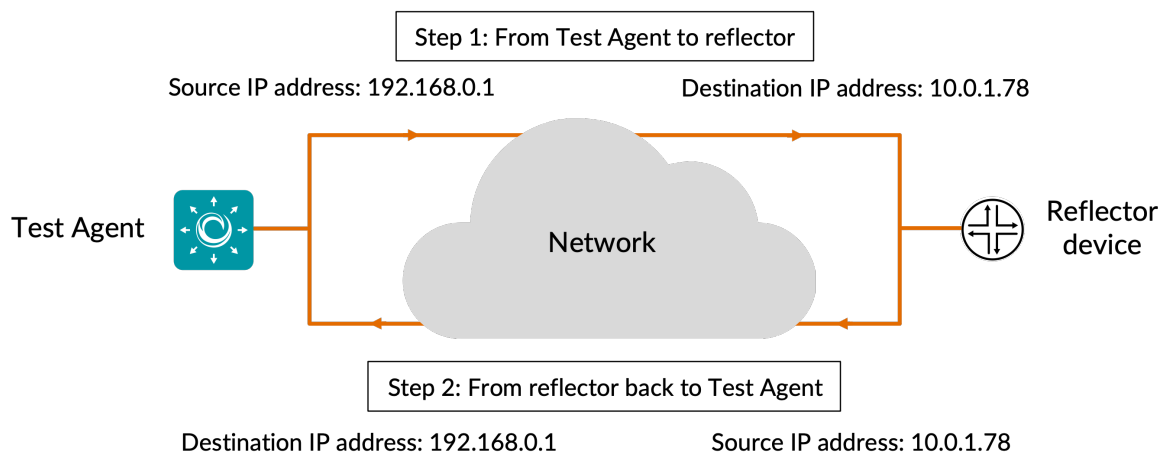 Step 1: From Test Agent to reflector
Source IP address: 192.168.0.1
Destination IP address: 10.0.1.78
Test Agent
Network
Reflector
device
Step 2: From reflector back to Test Agent
Destination IP address: 192.168.0.1
Source IP address: 10.0.1.78